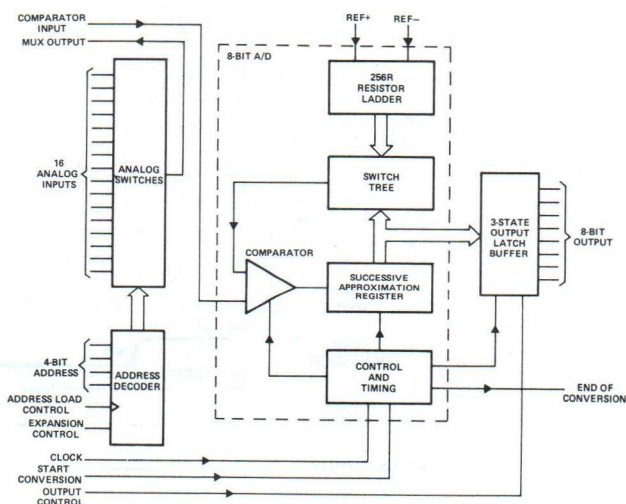 COMPARATOR
INPUT
MUX OUTPUT
REF+
REF−
8-BIT A/D
256R
RESISTOR
LADDER
16
ANALOG
INPUTS
ANALOG
SWITCHES
SWITCH
TREE
3-STATE
OUTPUT
LATCH
BUFFER
8-BIT
OUTPUT
COMPARATOR
SUCCESSIVE
APPROXIMATION
REGISTER
4-BIT
ADDRESS
ADDRESS
DECODER
CONTROL
AND
TIMING
END OF
CONVERSION
ADDRESS LOAD
CONTROL
EXPANSION
CONTROL
CLOCK
START
CONVERSION
OUTPUT
CONTROL